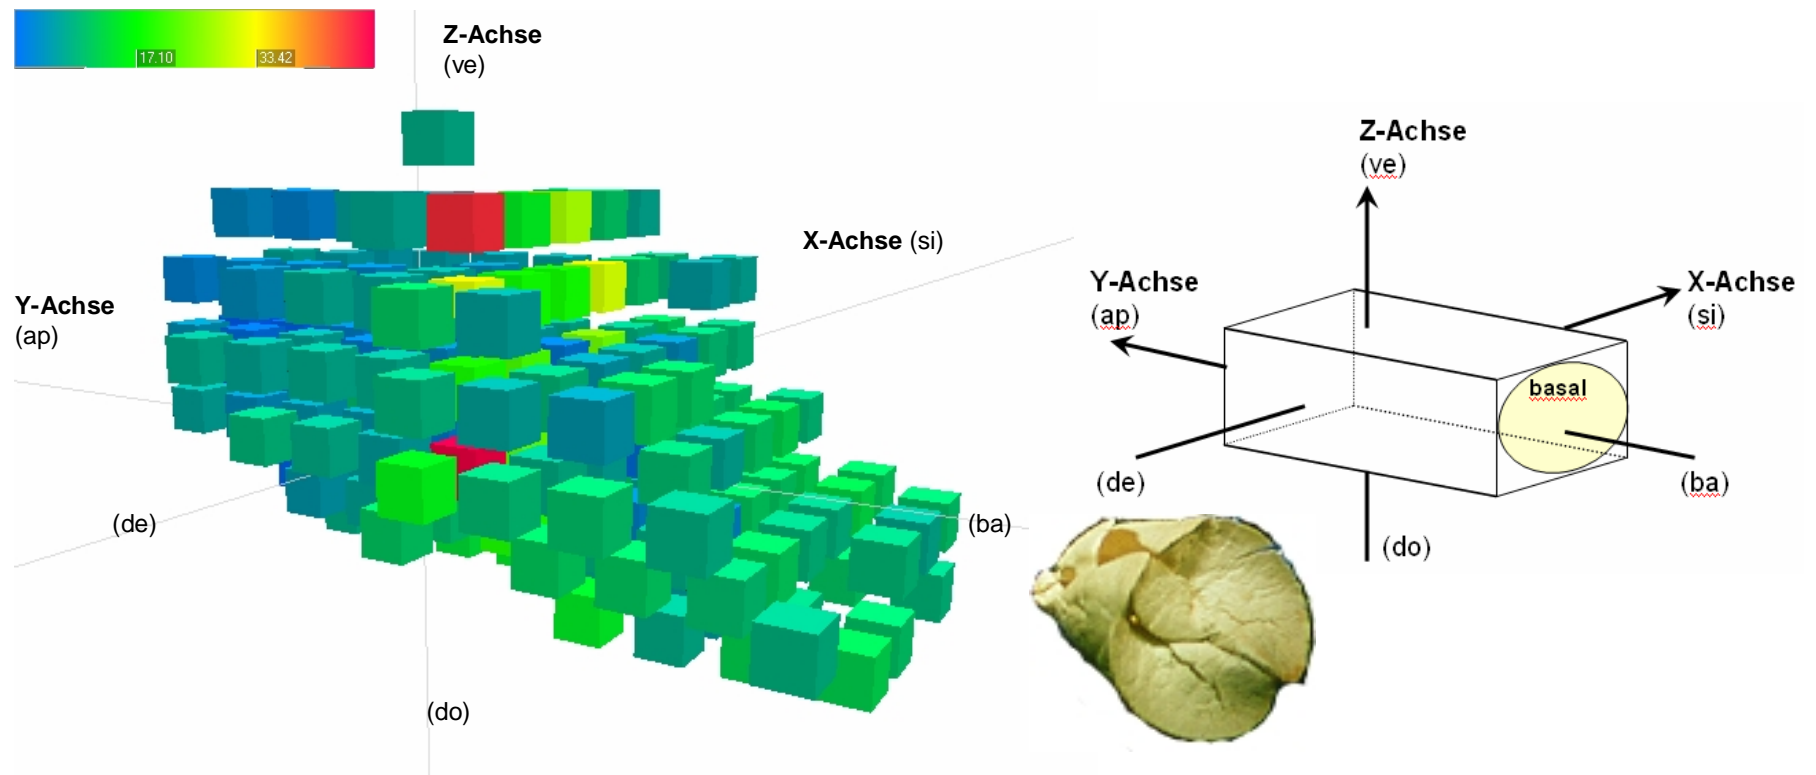 17.10
33.42
Z-Achse
(ve)
X-Achse (si)
Y-Achse
(ap)
(de)
(ba)
(do)
Z-Achse
(ve)
Y-Achse
(ap)
X-Achse
(si)
basal
(de)
(ba)
(do)